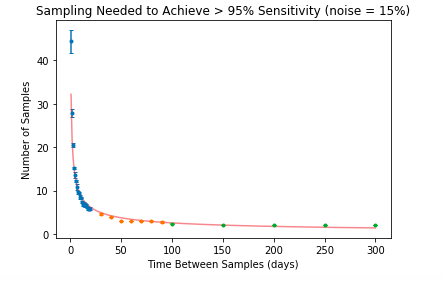 Sampling Needed to Achieve > 95% Sensitivity (noise = 15%)
Number of Samples
40
30
20
10
0
0 50 100 150 200 250 300
Time Between Samples (days)